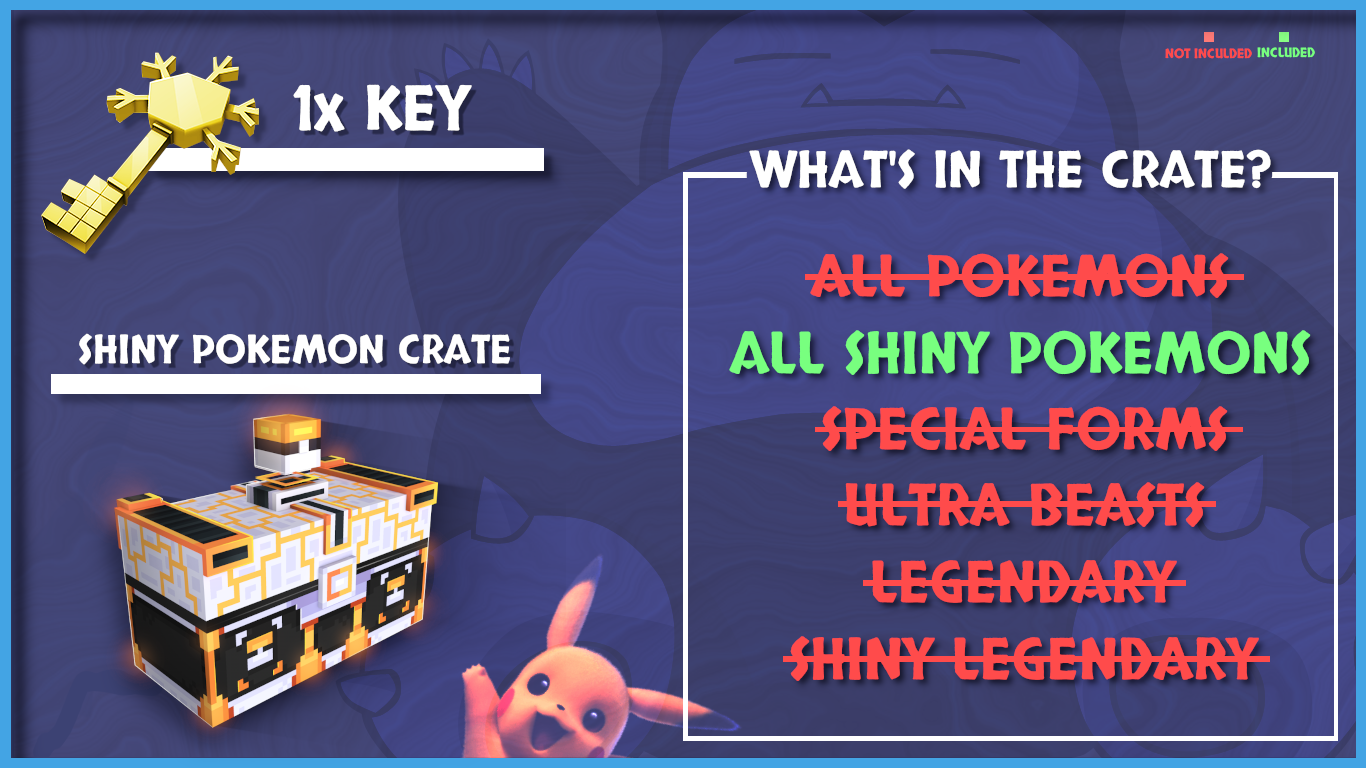 1x KEY
NOT INCULDED INCLUDED
WHAT'S IN THE CRATE?
ALL POKEMONS
ALL SHINY POKEMONS
SPECIAL FORMS
ULTRA BEASTS
LEGENDARY
SHINY LEGENDARY
SHINY POKEMON CRATE